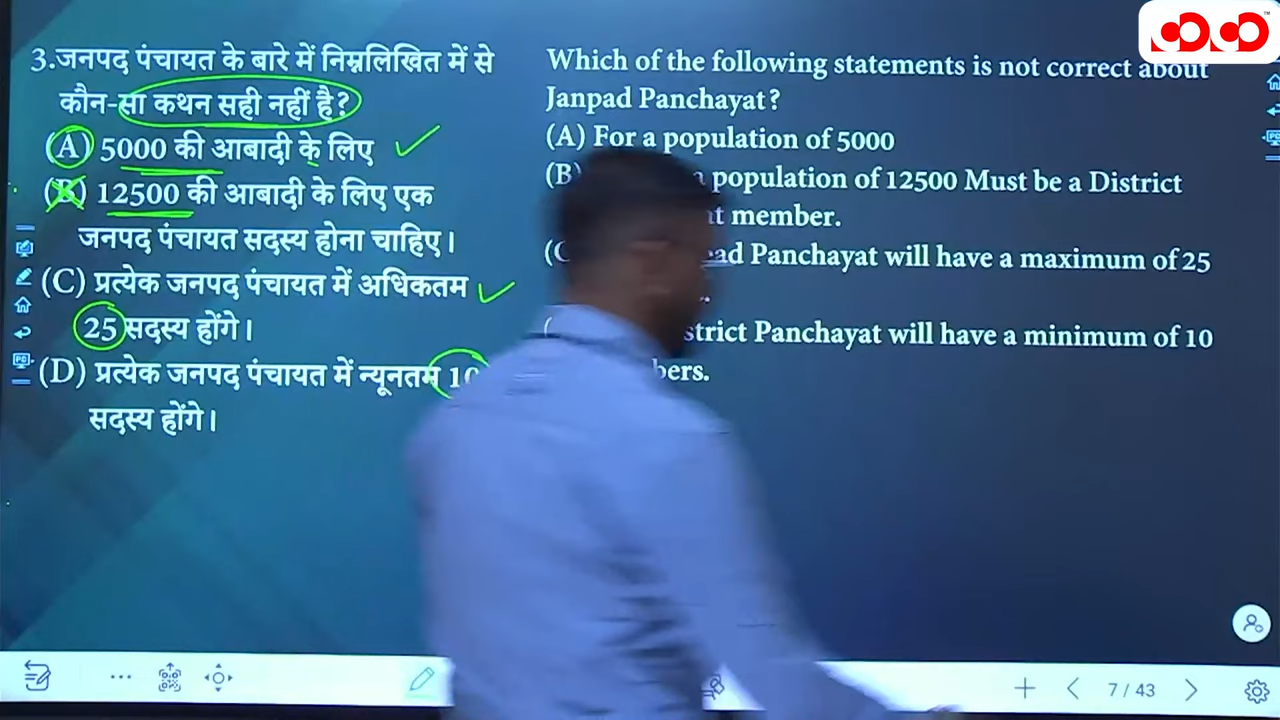 3.जनपद पंचायत के बारे में निम्नलिखित में से
कौन-सा कथन सही नहीं है?
(A) 5000 की आबादी के लिए
(B) 12500 की आबादी के लिए एक
जनपद पंचायत सदस्य होना चाहिए।
(C) प्रत्येक जनपद पंचायत में अधिकतम
25 सदस्य होंगे।
(D) प्रत्येक जनपद पंचायत में न्यूनतम 10
सदस्य होंगे।
Which of the following statements is not correct about
Janpad Panchayat?
(A) For a population of 5000
(B) population of 12500 Must be a District
member.
Panchayat will have a maximum of 25
District Panchayat will have a minimum of 10
7 / 43